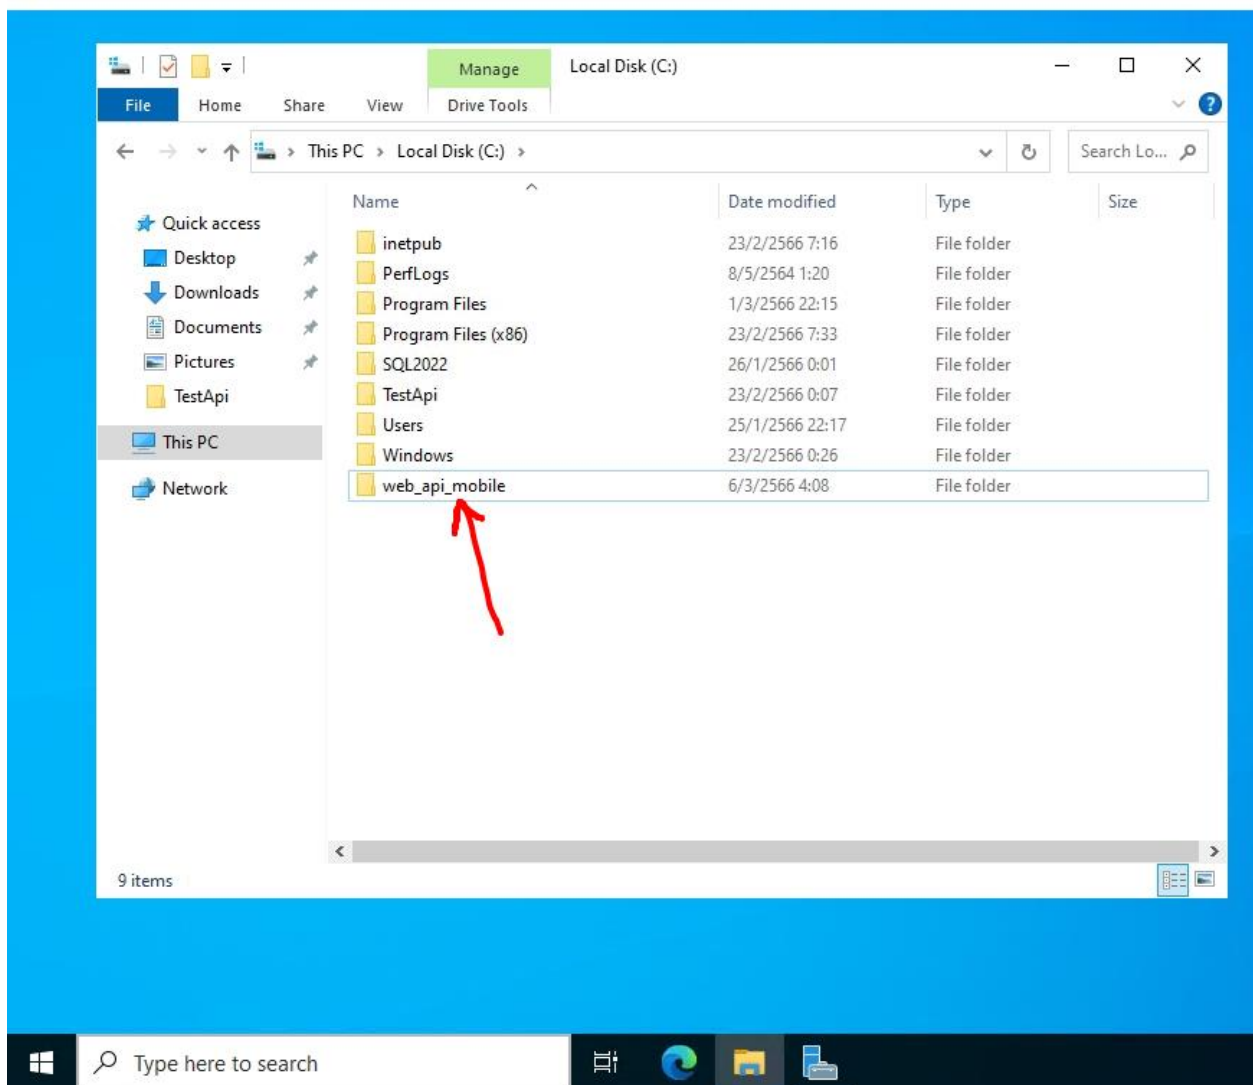 Manage Local Disk (C:)
File Home Share View Drive Tools
This PC Local Disk (C:) Search Lo...
Name Date modified Type Size
Quick access
Desktop
Downloads
Documents
Pictures
TestApi
This PC
Network
inetpub 23/2/2566 7:16 File folder
PerfLogs 8/5/2564 1:20 File folder
Program Files 1/3/2566 22:15 File folder
Program Files (x86) 23/2/2566 7:33 File folder
SQL2022 26/1/2566 0:01 File folder
TestApi 23/2/2566 0:07 File folder
Users 25/1/2566 22:17 File folder
Windows 23/2/2566 0:26 File folder
web_api_mobile 6/3/2566 4:08 File folder
9 items
Type here to search